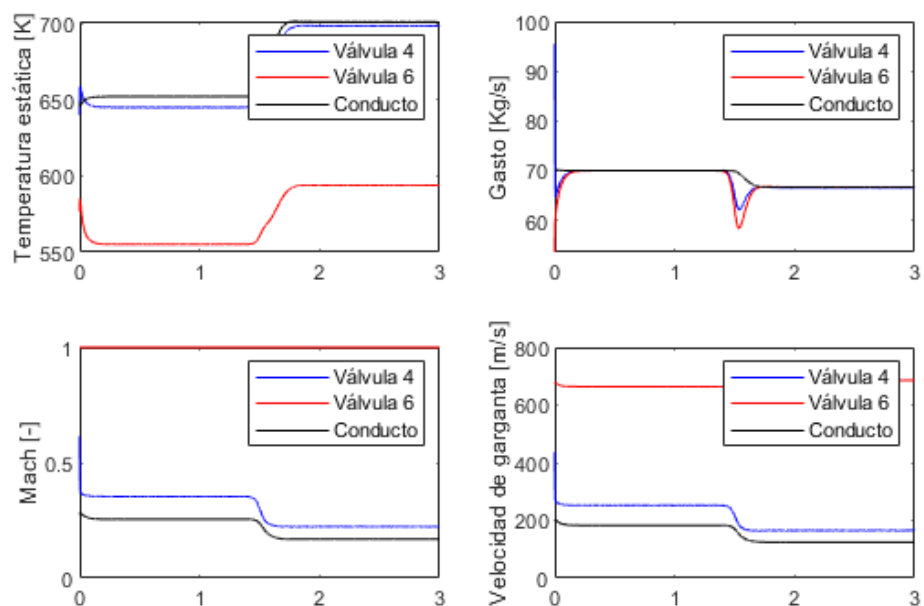 Temperatura estática [K]
700
650
600
550
0
1
2
3
Válvula 4
Válvula 6
Conducto
Gasto [Kg/s]
100
90
80
70
60
0
1
2
3
Válvula 4
Válvula 6
Conducto
Mach [-]
1
0.5
0
0
1
2
3
Válvula 4
Válvula 6
Conducto
Velocidad de garganta [m/s]
800
600
400
200
0
0
1
2
3
Válvula 4
Válvula 6
Conducto